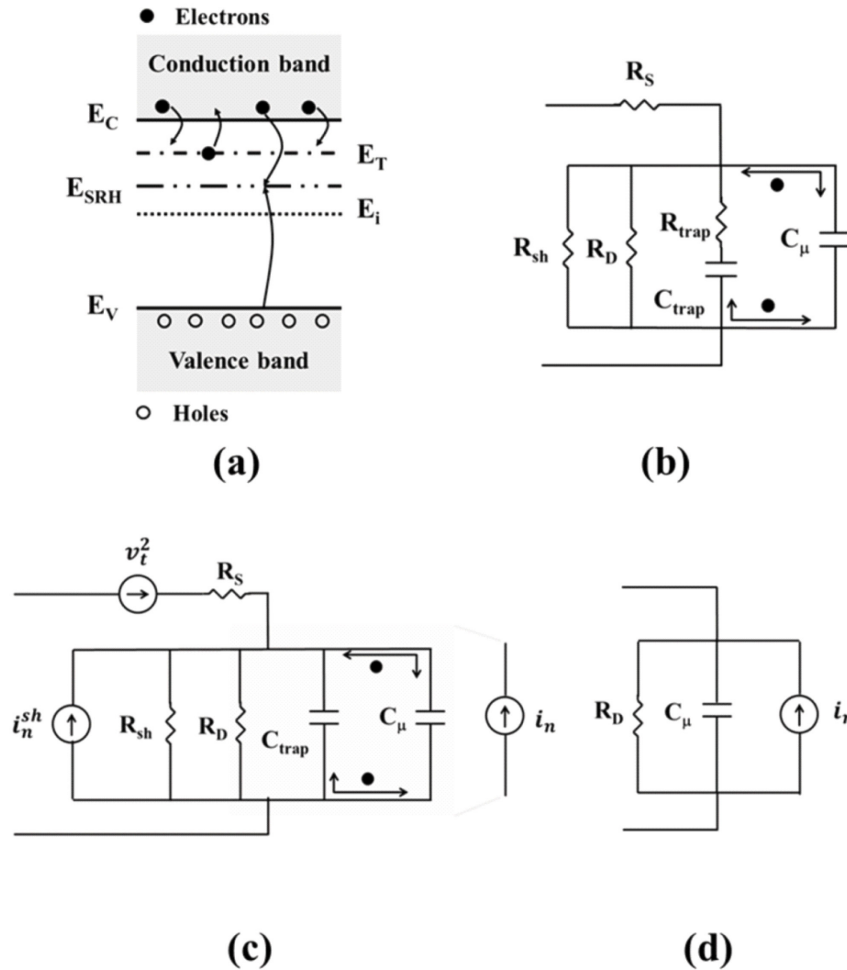 Electrons
Conduction band
E_C
E_T
E_SRH
E_i
E_V
Valence band
Holes
(a)
R_S
R_sh
R_D
R_trap
C_trap
C_μ
(b)
v_t^2
R_S
i_n^sh
R_sh
R_D
C_trap
C_μ
i_n
(c)
R_D
C_μ
(d)